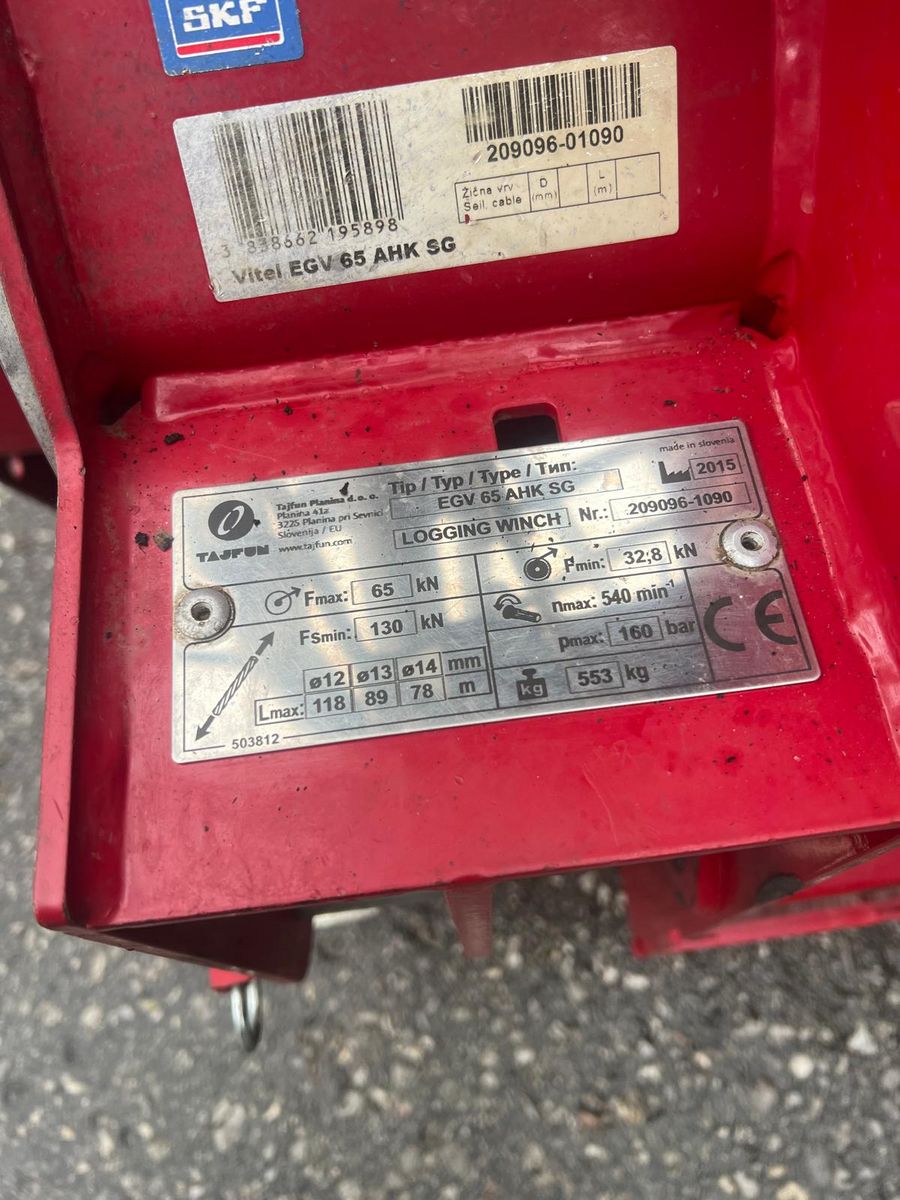 SKF
209096-01090
Žična vrv D L
Seil, cable (mm) (m)
3 838662 195898
Vitel EGV 65 AHK SG
made in slovenia
Tajfun Planina d.o.o.
Planina 41a
3225 Planina pri Sevnici
Slovenija / EU
www.tajfun.com
TAJFUN
Tip / Typ / Type / Тип:
EGV 65 AHK SG
2015
LOGGING WINCH Nr.: 209096-1090
Fmax: 65 kN
Fmin: 32,8 kN
FSmin: 130 kN
nmax: 540 min-1
pmax: 160 bar
ø12 ø13 ø14 mm
Lmax: 118 89 78 m
kg 553 kg
CE
503812